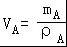 V_A = m_A / ρ_A